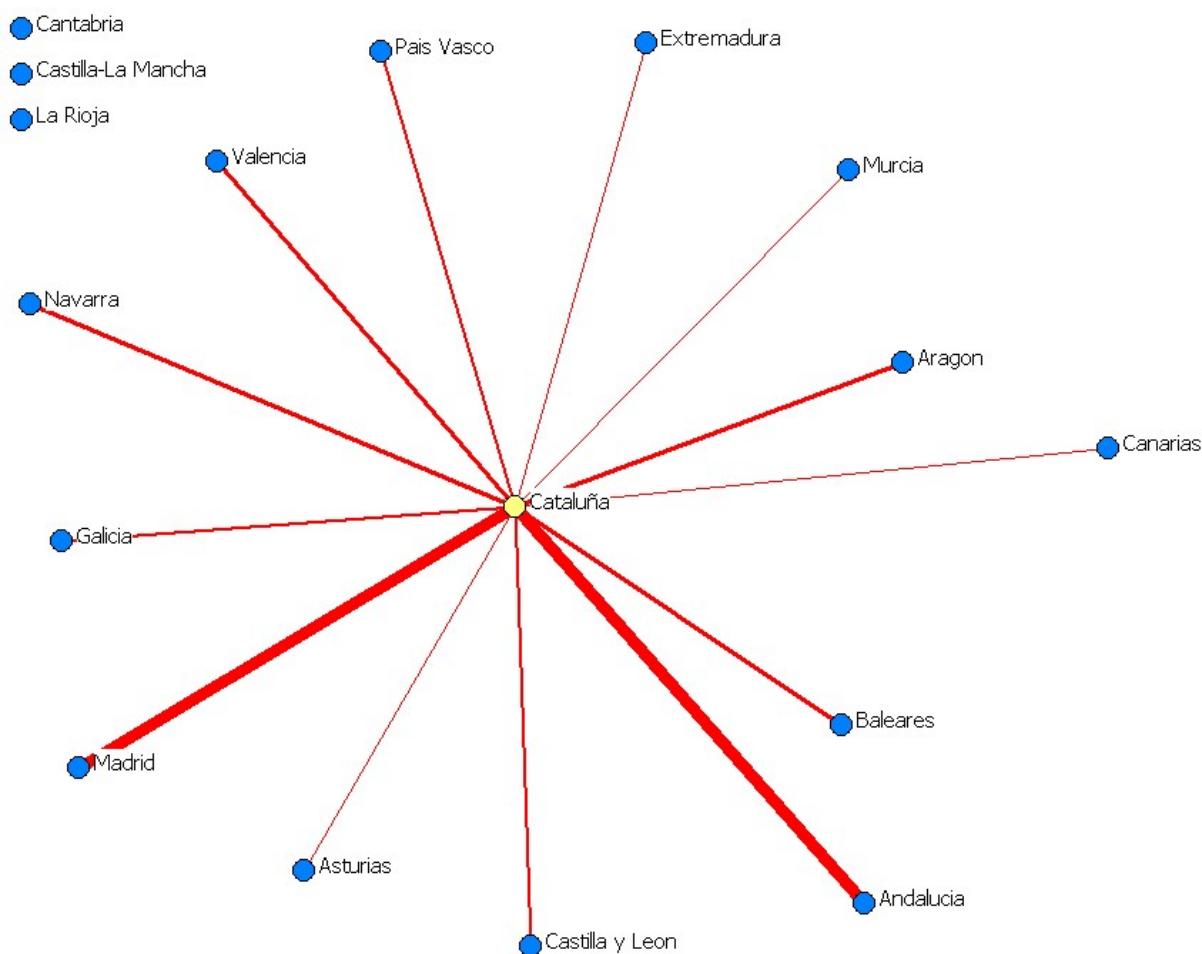 Cantabria
Pais Vasco
Extremadura
Castilla-La Mancha
La Rioja
Valencia
Murcia
Navarra
Aragon
Canarias
Cataluña
Galicia
Baleares
Madrid
Asturias
Andalucia
Castilla y Leon